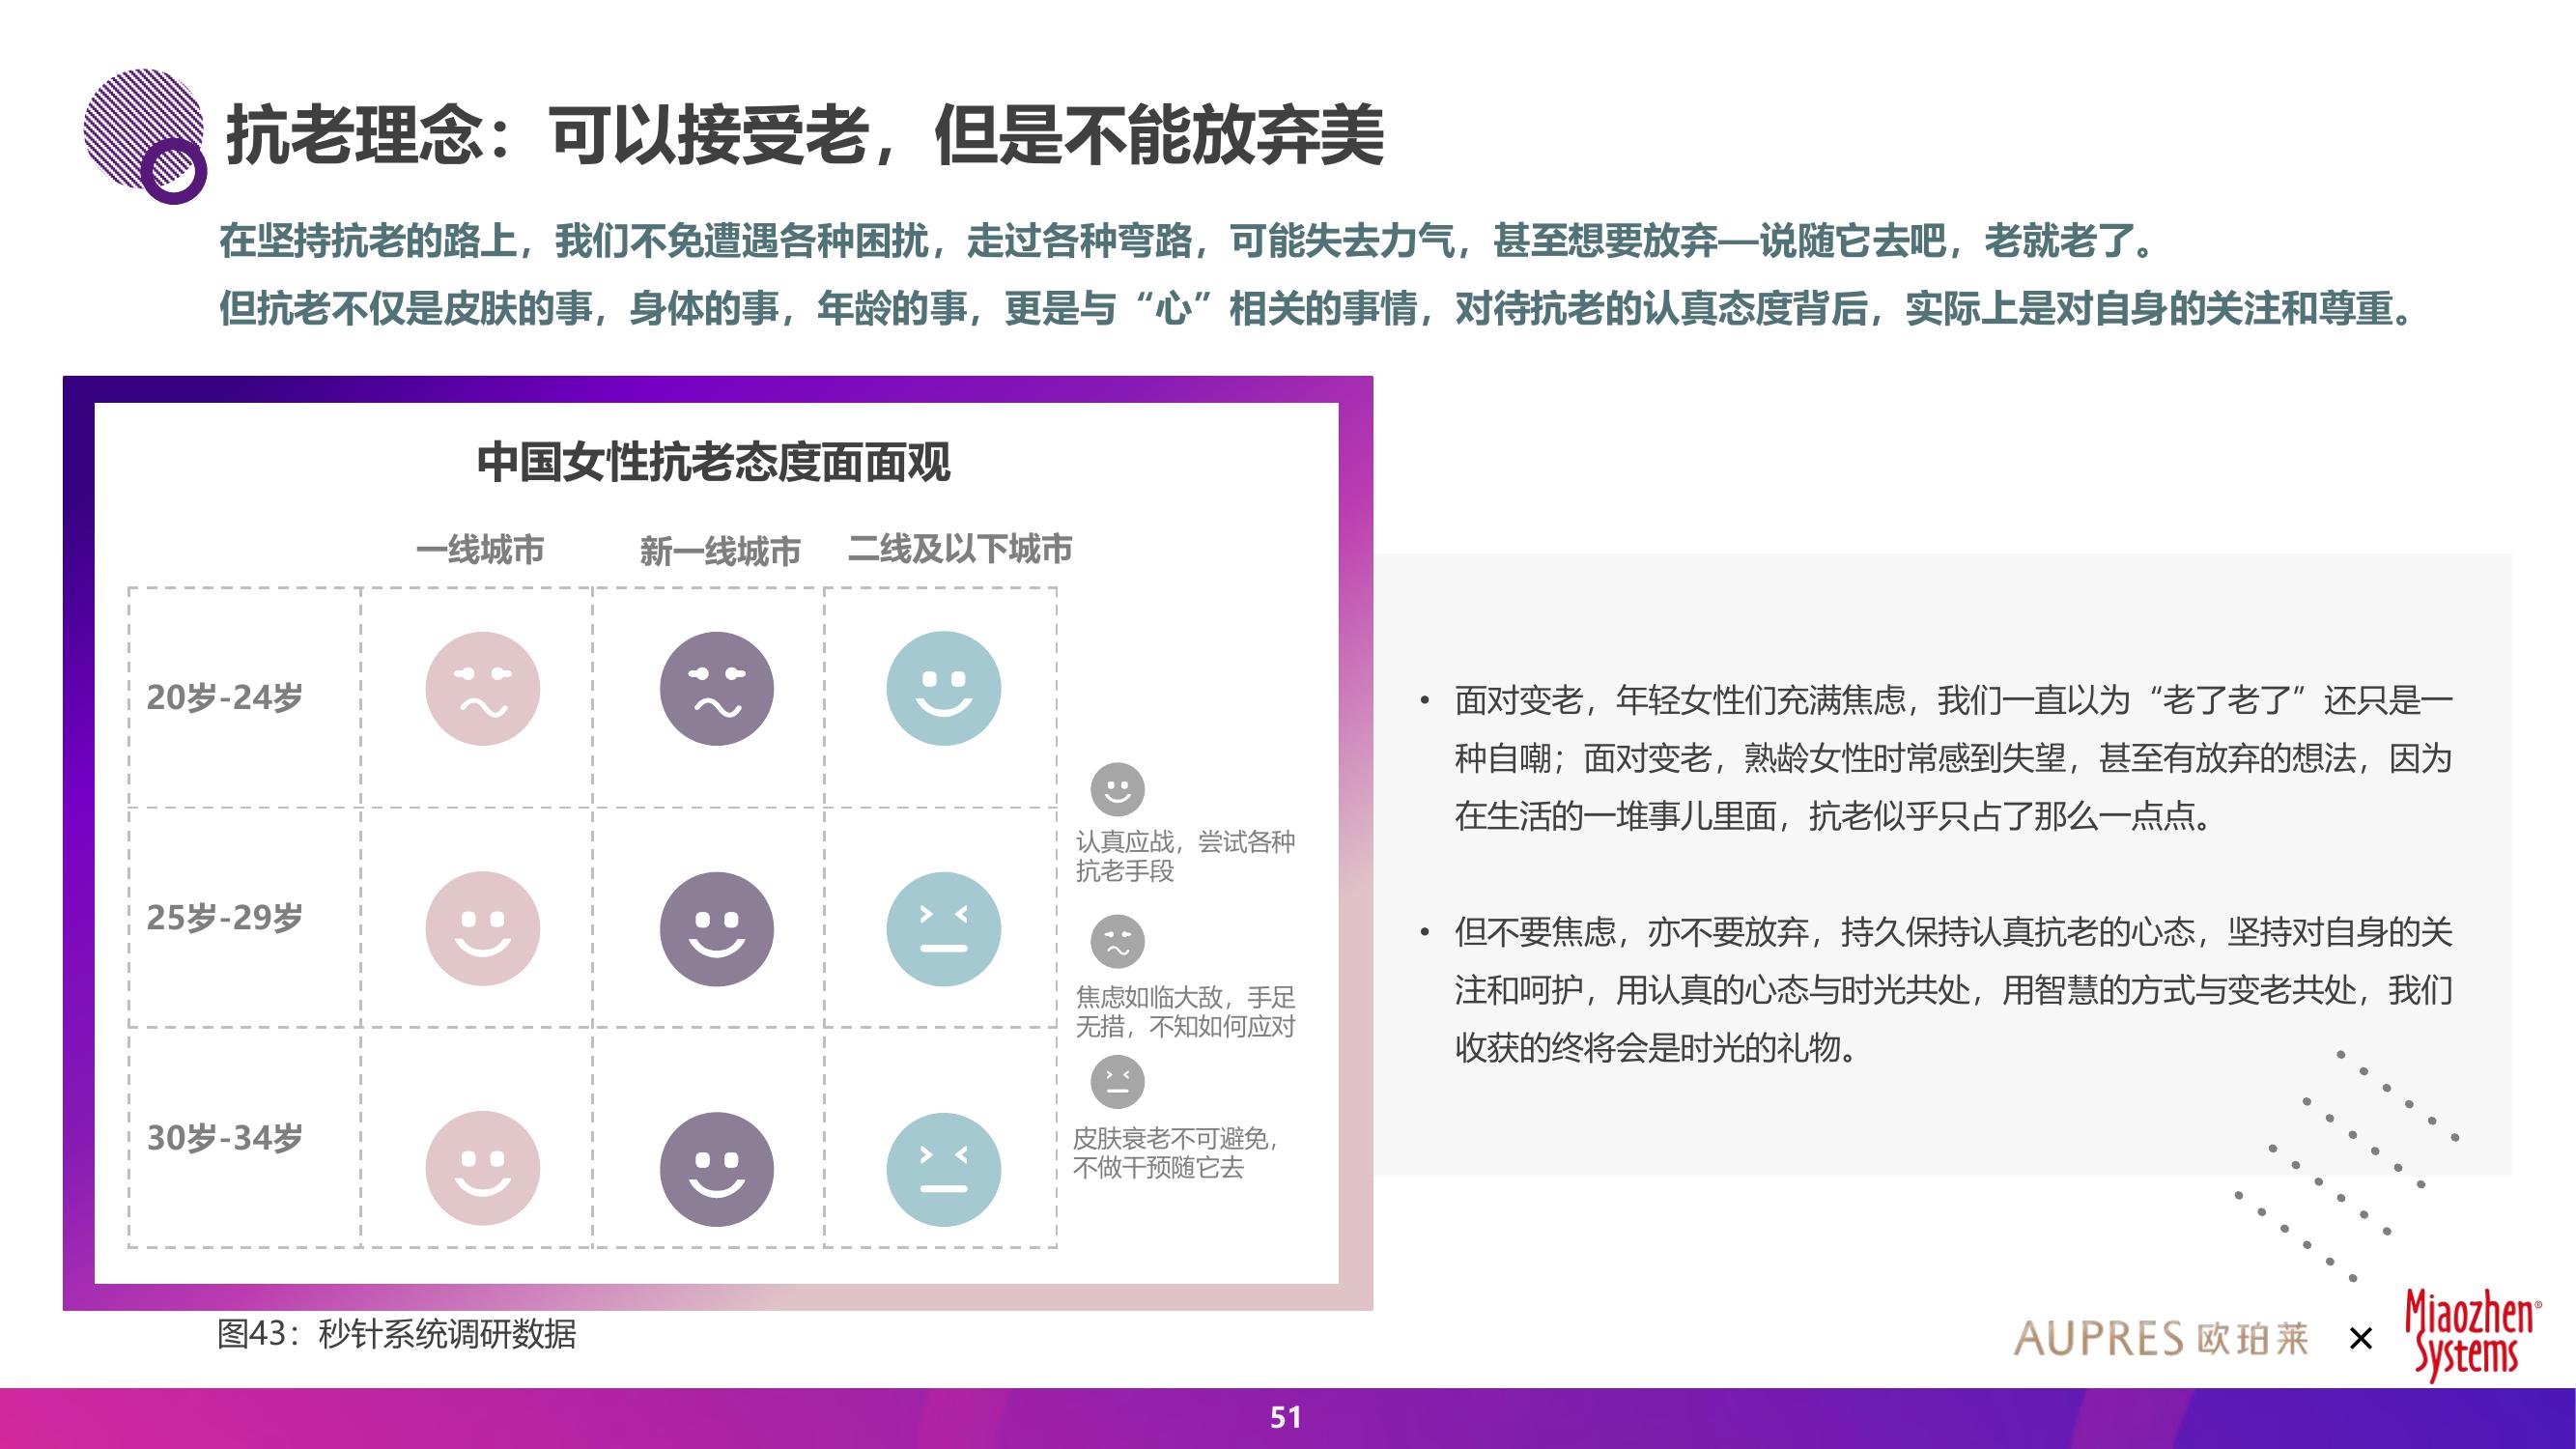 抗老理念：可以接受老，但是不能放弃美
在坚持抗老的路上，我们不免遭遇各种困扰，走过各种弯路，可能失去力气，甚至想要放弃—说随它去吧，老就老了。
但抗老不仅是皮肤的事，身体的事，年龄的事，更是与“心”相关的事情，对待抗老的认真态度背后，实际上是对自身的关注和尊重。
中国女性抗老态度面面观
一线城市
新一线城市
二线及以下城市
20岁-24岁
25岁-29岁
30岁-34岁
认真应战，尝试各种
抗老手段
焦虑如临大敌，手足
无措，不知如何应对
皮肤衰老不可避免，
不做干预随它去
• 面对变老，年轻女性们充满焦虑，我们一直以为“老了老了”还只是一
种自嘲；面对变老，熟龄女性时常感到失望，甚至有放弃的想法，因为
在生活的一堆事儿里面，抗老似乎只占了那么一点点。
• 但不要焦虑，亦不要放弃，持久保持认真抗老的心态，坚持对自身的关
注和呵护，用认真的心态与时光共处，用智慧的方式与变老共处，我们
收获的终将会是时光的礼物。
图43：秒针系统调研数据
AUPRES 欧珀莱 × Miaozhen®
Systems
51